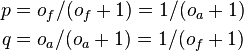 p = o_f/(o_f + 1) = 1/(o_a + 1)
q = o_a/(o_a + 1) = 1/(o_f + 1)